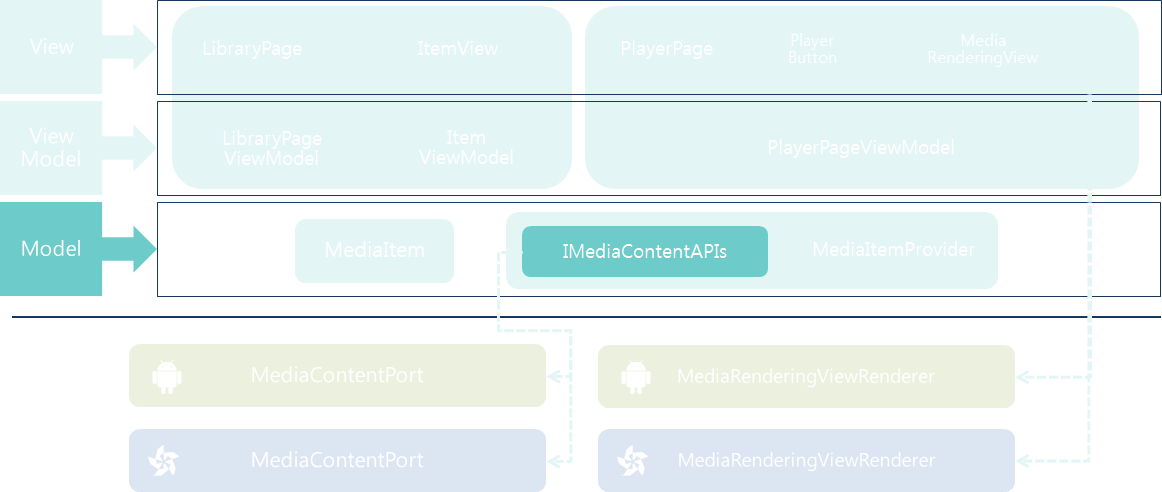 View
LibraryPage
ItemView
PlayerPage
Player
Button
Media
RenderingView
View
Model
LibraryPage
ViewModel
Item
ViewModel
PlayerPageViewModel
Model
MediaItem
IMediaContentAPIs
MediaItemProvider
MediaContentPort
MediaRenderingViewRenderer
MediaContentPort
MediaRenderingViewRenderer